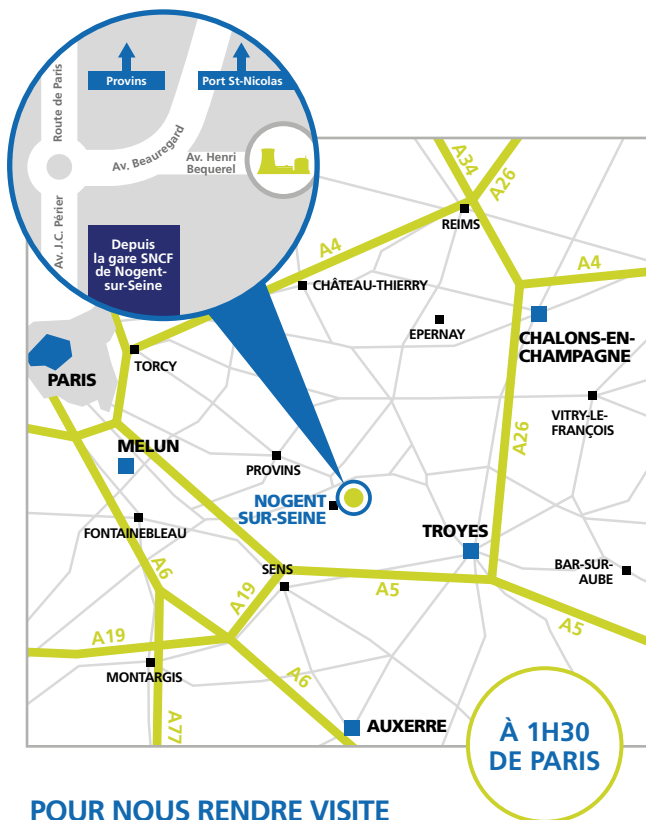 Provins
Port St-Nicolas
Route de Paris
Av. Beauregard
Av. Henri
Bequerel
Av. J.C. Périer
Depuis
la gare SNCF
de Nogent-
sur-Seine
A34
A26
REIMS
A4
A4
CHÂTEAU-THIERRY
EPERNAY
CHALONS-EN-
CHAMPAGNE
TORCY
PARIS
VITRY-LE-
FRANÇOIS
A26
MELUN
PROVINS
NOGENT
SUR-SEINE
FONTAINEBLEAU
TROYES
A6
SENS
BAR-SUR-
AUBE
A19
A5
A5
A19
MONTARGIS
A6
A77
AUXERRE
À 1H30
DE PARIS
POUR NOUS RENDRE VISITE